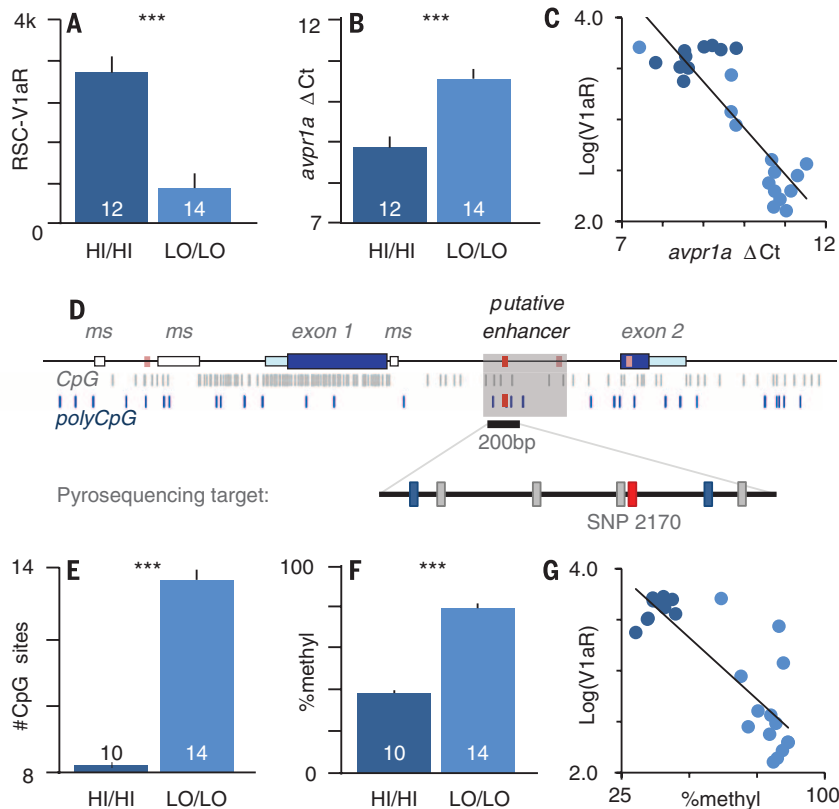 A
4k
***
RSC-V1aR
12
14
0
HI/HI
LO/LO
B
12
***
avpr1a ΔCt
12
14
7
HI/HI
LO/LO
C
4.0
Log(V1aR)
2.0
7
avpr1a ΔCt
12
D
ms
ms
exon 1
ms
putative
enhancer
exon 2
CpG
polyCpG
200bp
Pyrosequencing target:
SNP 2170
E
14
***
#CpG sites
10
14
8
HI/HI
LO/LO
F
100
***
%methyl
10
14
0
HI/HI
LO/LO
G
4.0
Log(V1aR)
2.0
25
%methyl
100